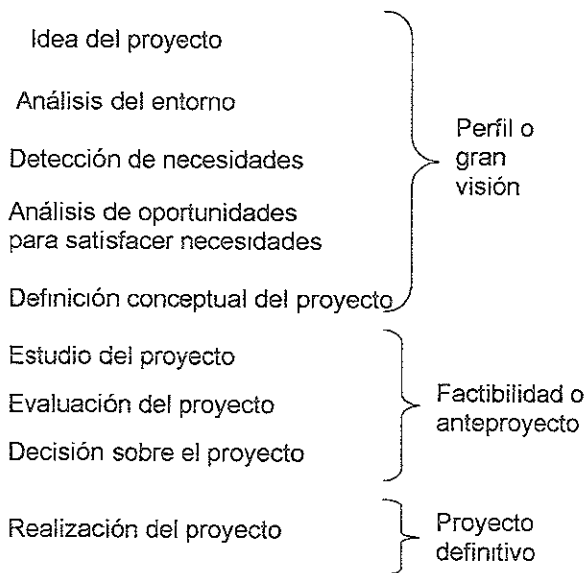 Idea del proyecto
Análisis del entorno
Detección de necesidades
Análisis de oportunidades
para satisfacer necesidades
Definición conceptual del proyecto
Perfil o
gran
visión
Estudio del proyecto
Evaluación del proyecto
Decisión sobre el proyecto
Factibilidad o
anteproyecto
Realización del proyecto
Proyecto
definitivo